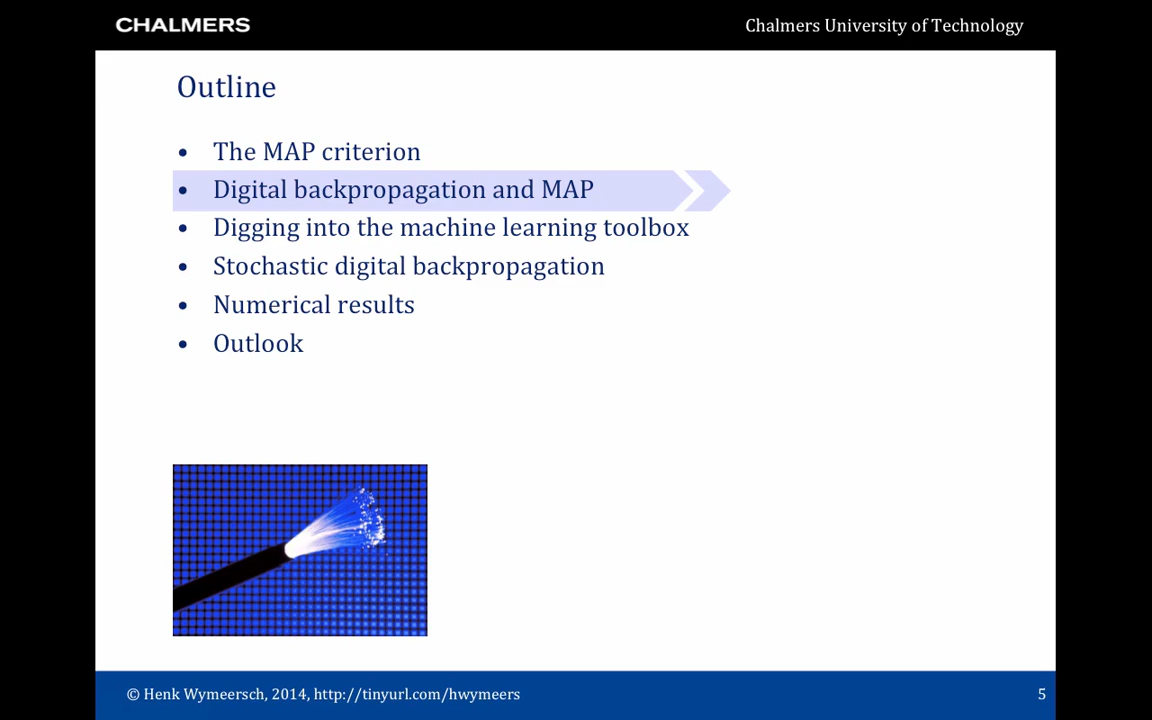 CHALMERS
Chalmers University of Technology
Outline
• The MAP criterion
• Digital backpropagation and MAP
• Digging into the machine learning toolbox
• Stochastic digital backpropagation
• Numerical results
• Outlook
© Henk Wymeersch, 2014, http://tinyurl.com/hwymeers
5